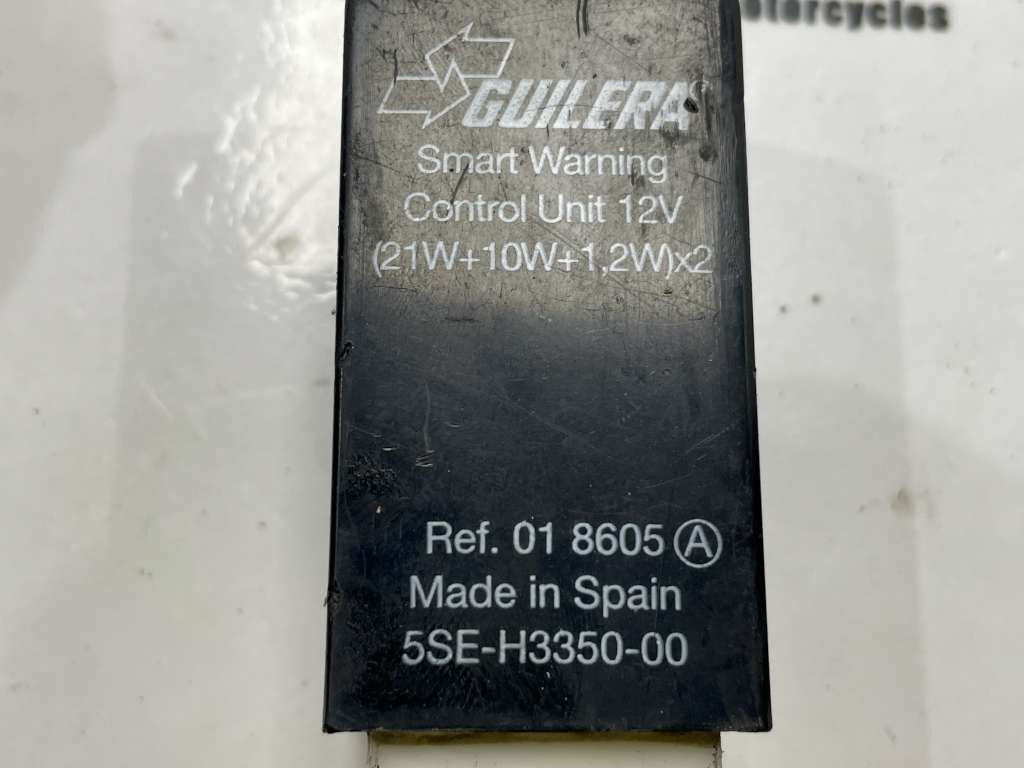 motorcycles
GUILERA
Smart Warning
Control Unit 12V
(21W+10W+1,2W)x2
Ref. 01 8605 Ⓐ
Made in Spain
5SE-H3350-00